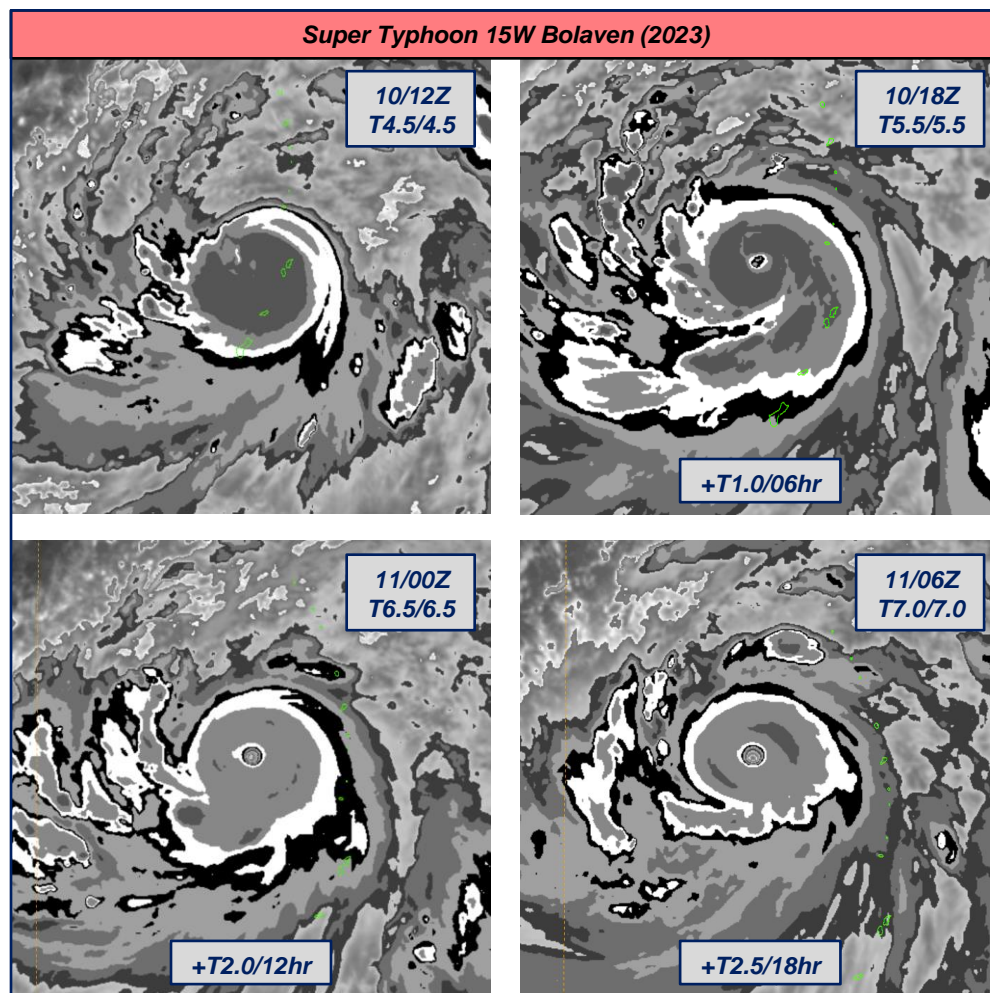 Super Typhoon 15W Bolaven (2023)
10/12Z
T4.5/4.5
10/18Z
T5.5/5.5
+T1.0/06hr
11/00Z
T6.5/6.5
+T2.0/12hr
11/06Z
T7.0/7.0
+T2.5/18hr